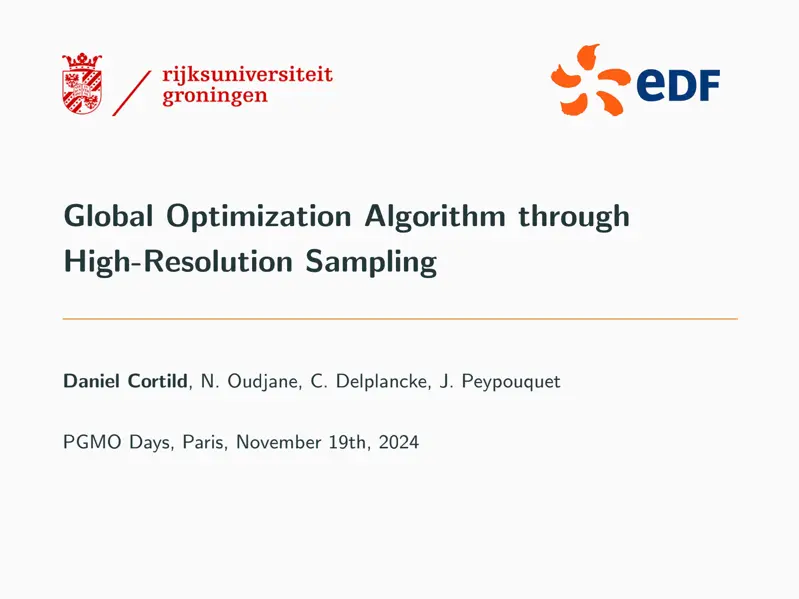 rijksuniversiteit
groningen
eDF
Global Optimization Algorithm through
High-Resolution Sampling
Daniel Cortild, N. Oudjane, C. Delplancke, J. Peypouquet
PGMO Days, Paris, November 19th, 2024